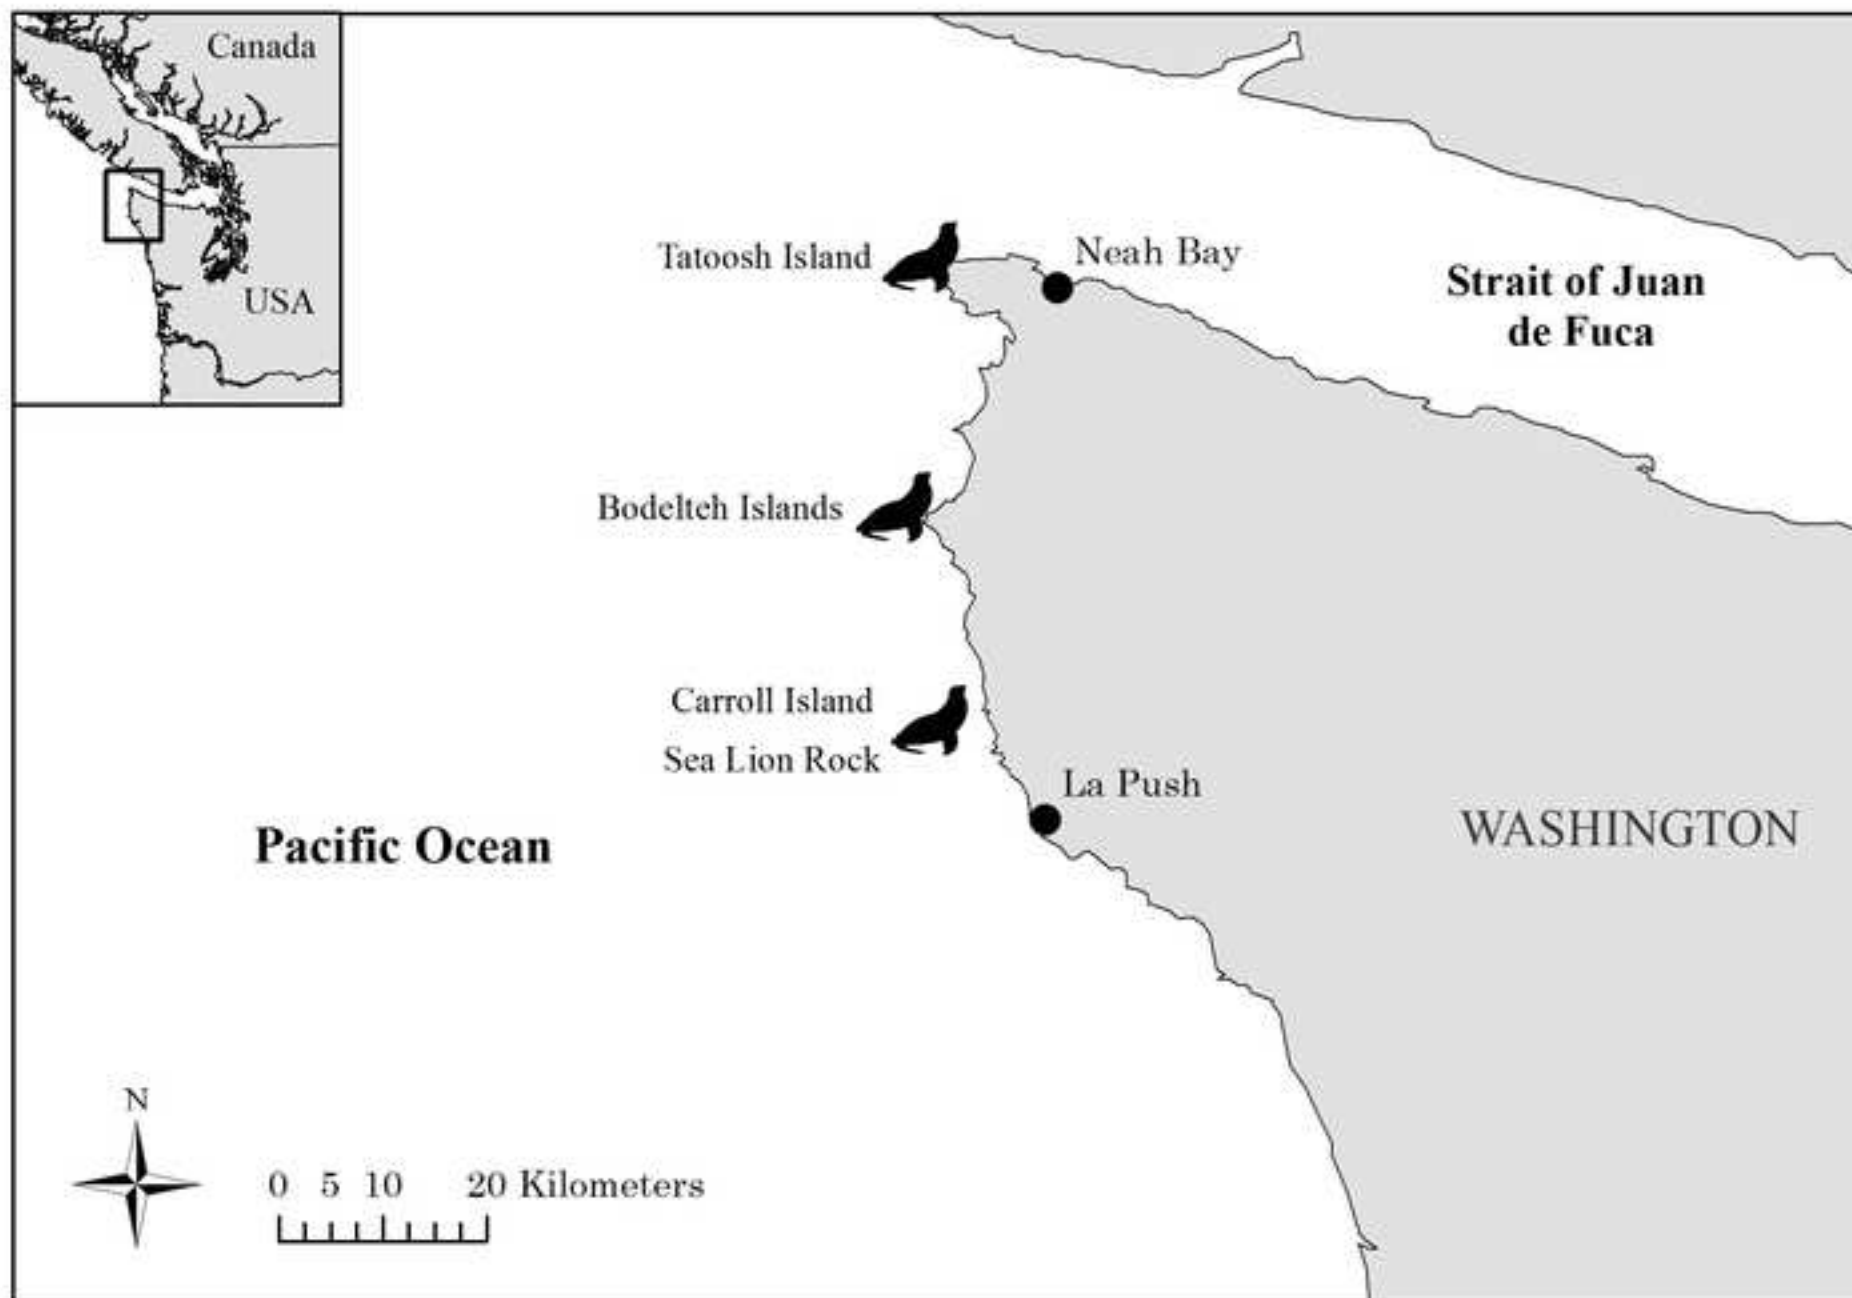 Canada
USA
Tatoosh Island
Neah Bay
Strait of Juan
de Fuca
Bodelteh Islands
Carroll Island
Sea Lion Rock
La Push
WASHINGTON
Pacific Ocean
N
0 5 10 20 Kilometers